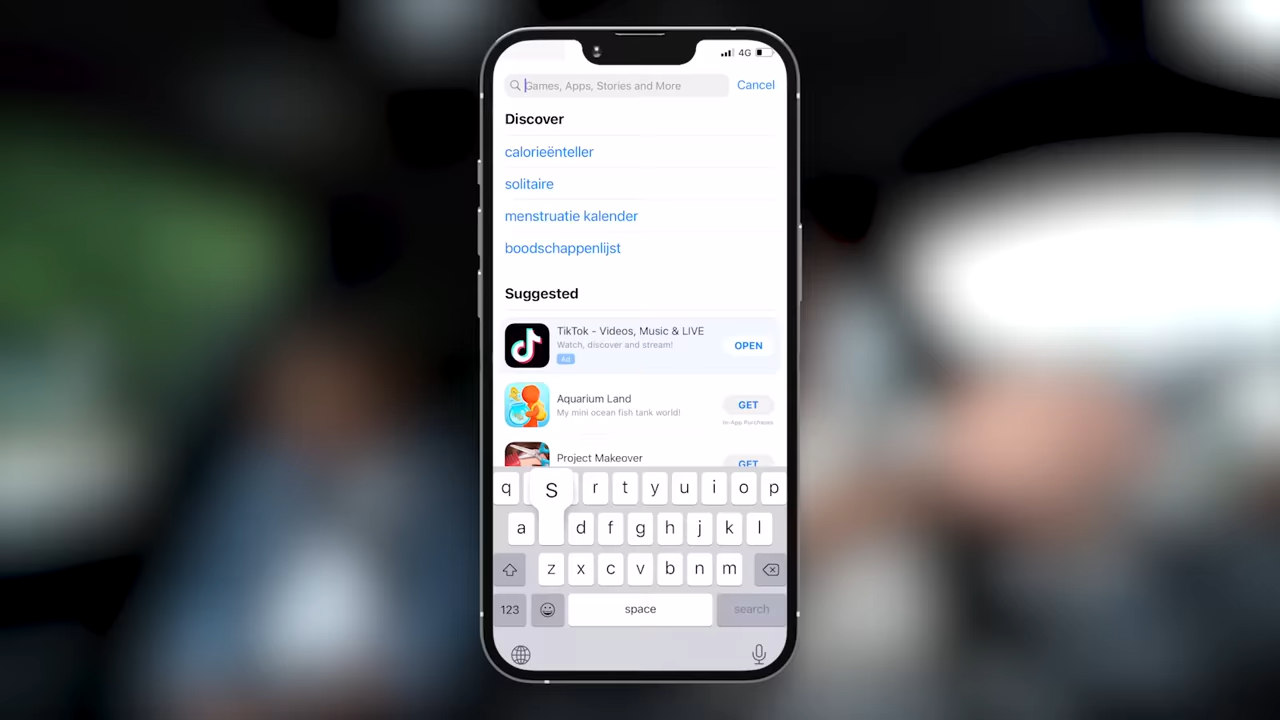 4G
Games, Apps, Stories and More
Cancel
Discover
calorieënteller
solitaire
menstruatie kalender
boodschappenlijst
Suggested
TikTok - Videos, Music & LIVE
Watch, discover and stream!
Ad
OPEN
Aquarium Land
My mini ocean fish tank world!
GET
In-App Purchases
Project Makeover
GET
q S r t y u i o p
a d f g h j k l
z x c v b n m
123 space search